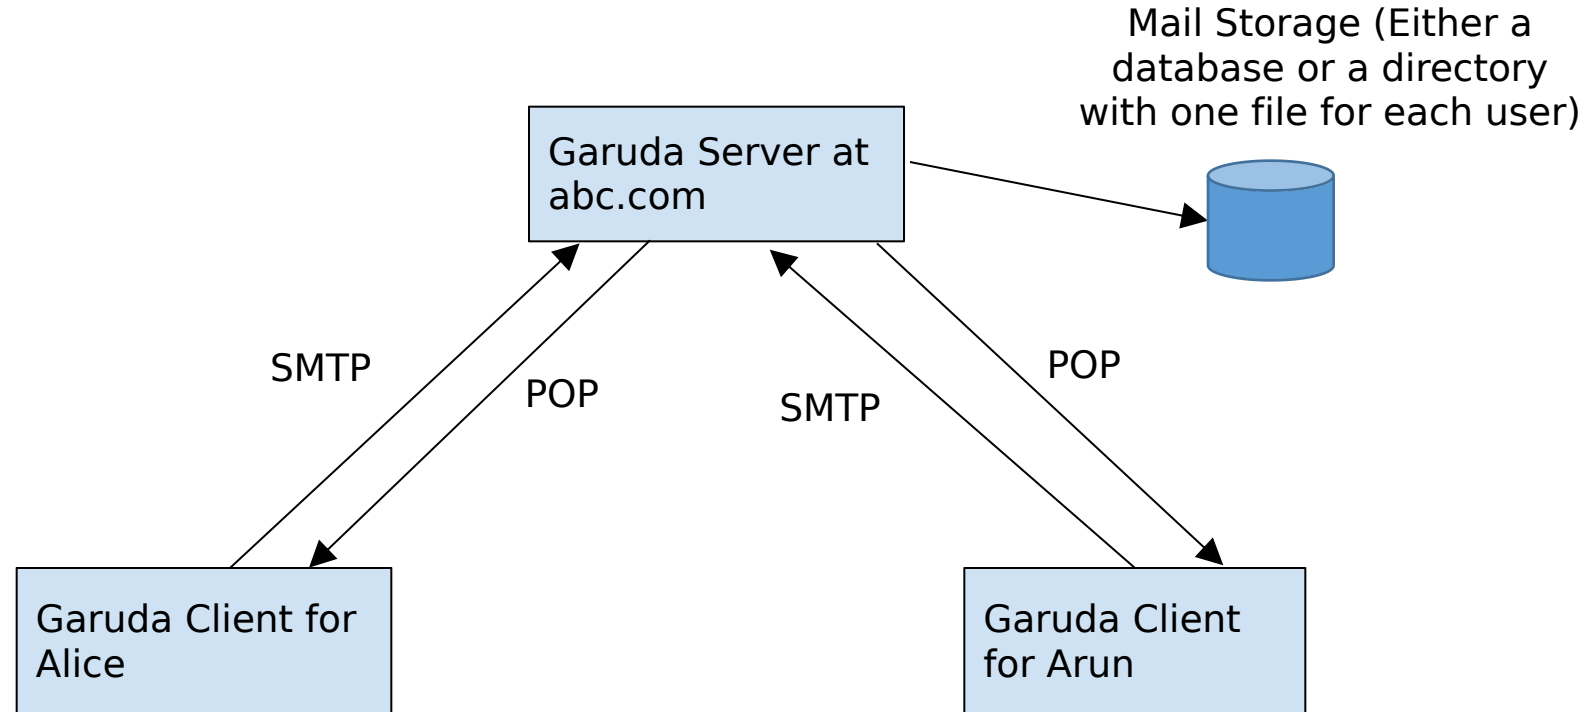 Mail Storage (Either a
database or a directory
with one file for each user)
Garuda Server at
abc.com
SMTP
POP
SMTP
POP
Garuda Client for
Alice
Garuda Client
for Arun